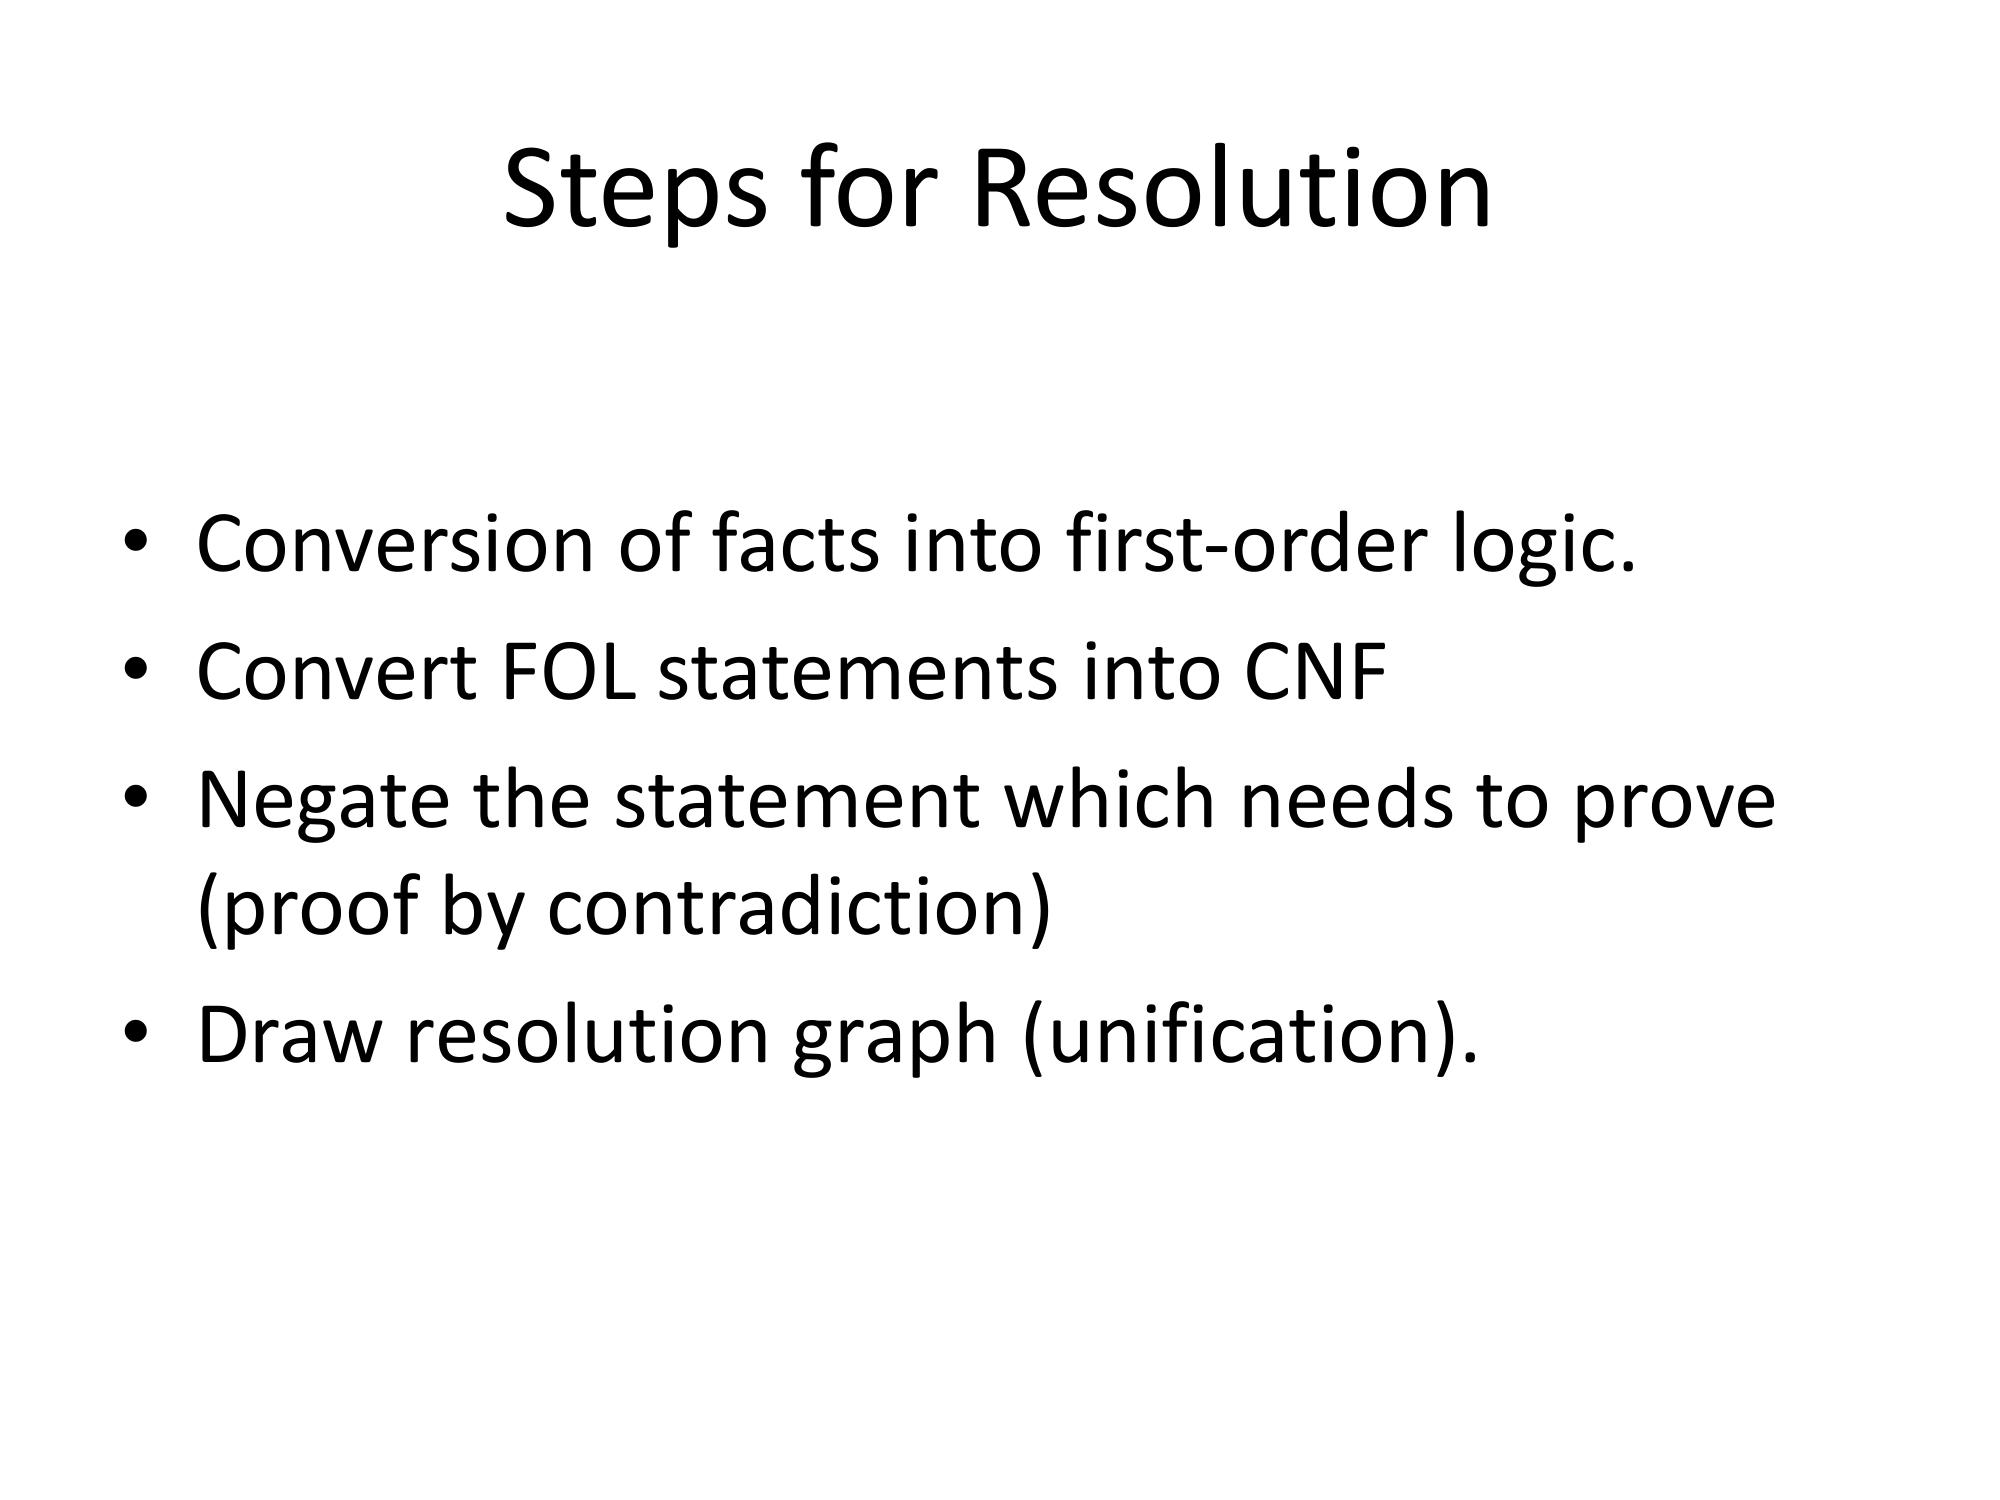 Steps for Resolution
• Conversion of facts into first-order logic.
• Convert FOL statements into CNF
• Negate the statement which needs to prove
(proof by contradiction)
• Draw resolution graph (unification).